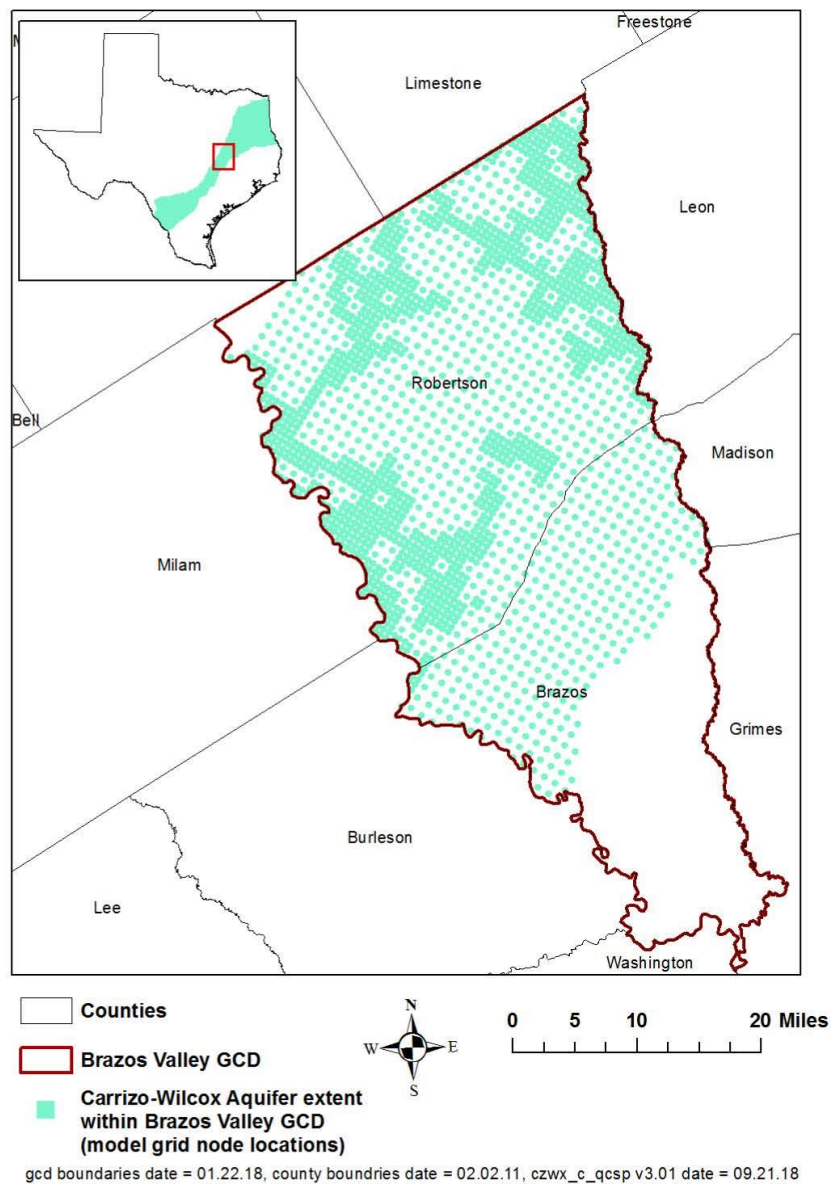 Freestone
Limestone
Leon
Robertson
Bell
Madison
Milam
Brazos
Grimes
Burleson
Lee
Washington
Counties
Brazos Valley GCD
Carrizo-Wilcox Aquifer extent
within Brazos Valley GCD
(model grid node locations)
N
W
E
S
0 5 10 20 Miles
gcd boundaries date = 01.22.18, county boundries date = 02.02.11, czwx_c_qcsp v3.01 date = 09.21.18